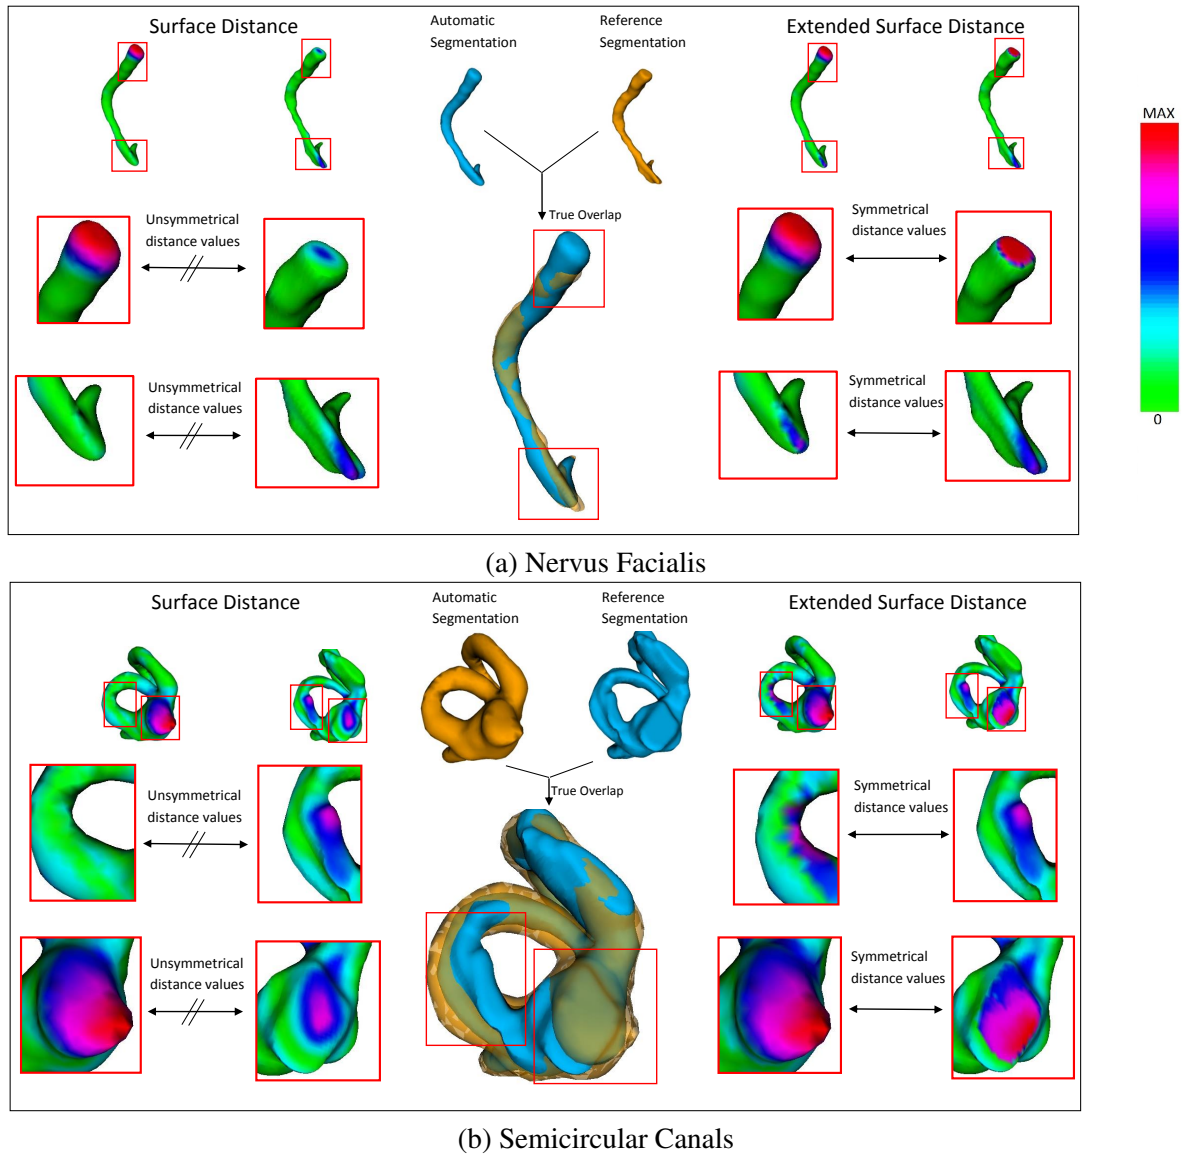 Surface Distance
Automatic
Segmentation
Reference
Segmentation
Extended Surface Distance
MAX
0
Unsymmetrical
distance values
True Overlap
Symmetrical
distance values
Unsymmetrical
distance values
Symmetrical
distance values
(a) Nervus Facialis
Surface Distance
Automatic
Segmentation
Reference
Segmentation
Extended Surface Distance
True Overlap
Unsymmetrical
distance values
Symmetrical
distance values
Unsymmetrical
distance values
Symmetrical
distance values
(b) Semicircular Canals